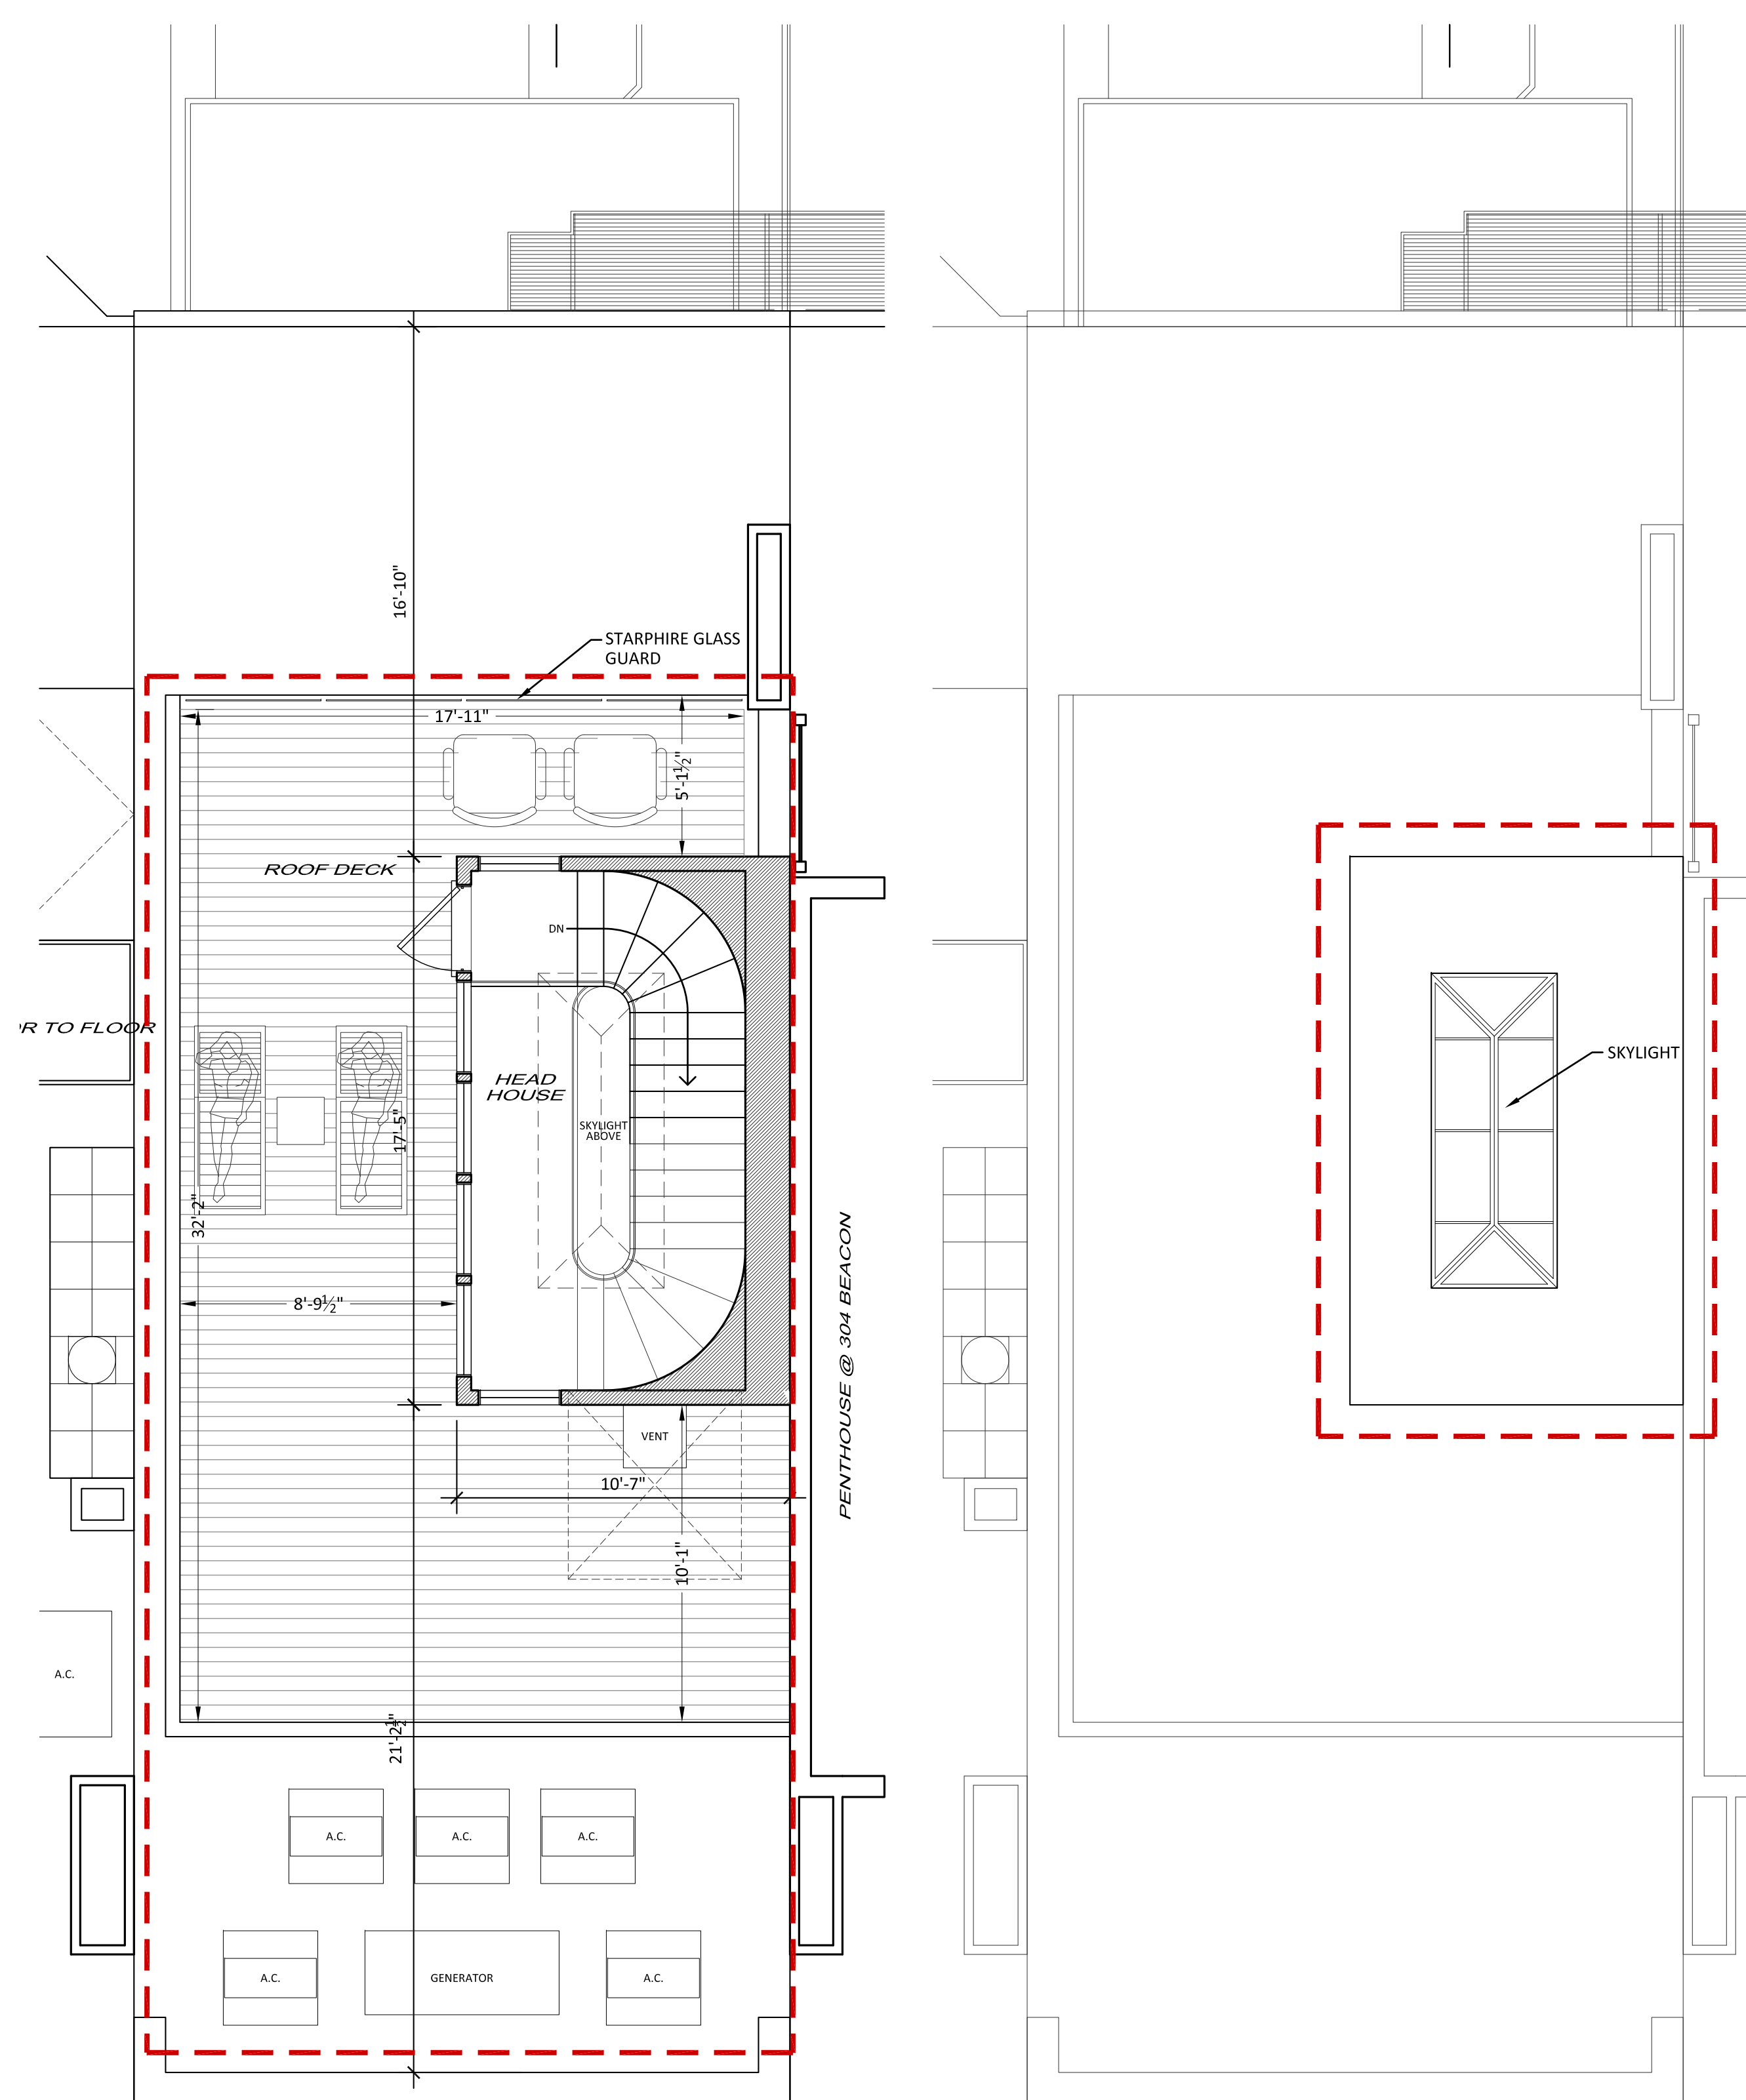 16'-10"
STARPHIRE GLASS
GUARD
17'-11"
5'-1½"
ROOF DECK
DN
OR TO FLOOR
HEAD
HOUSE
17'-5"
SKYLIGHT
ABOVE
SKYLIGHT
32'-2"
8'-9½"
PENTHOUSE @ 304 BEACON
VENT
10'-7"
10'-1"
A.C.
21'-2½"
A.C.
A.C.
A.C.
A.C.
GENERATOR
A.C.